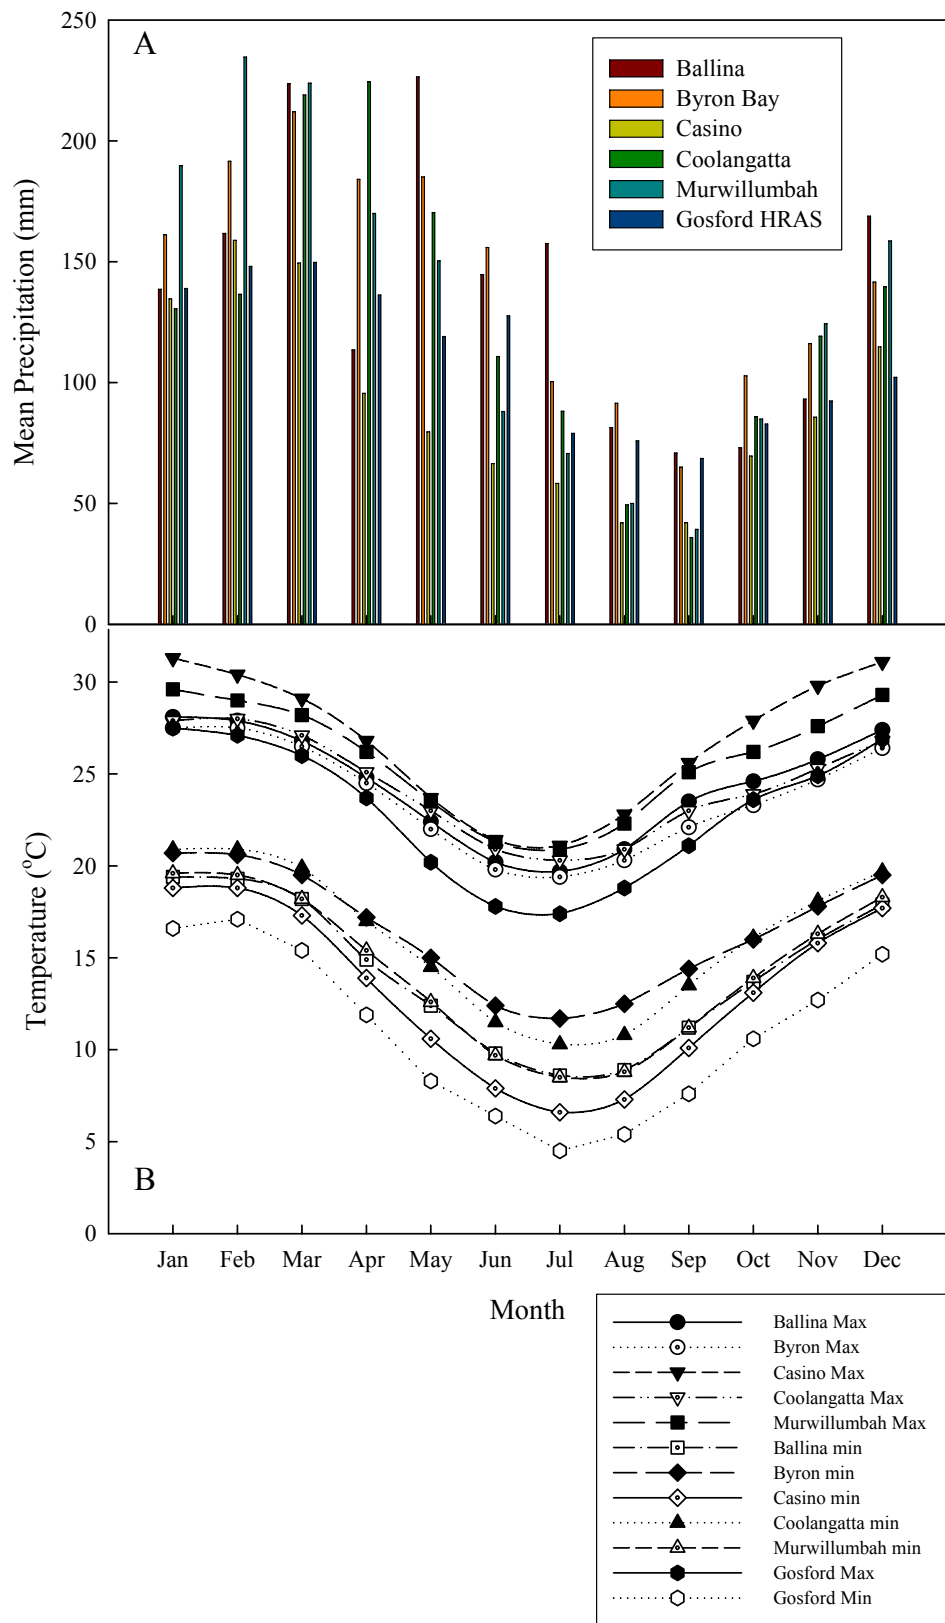 A
250
200
150
100
50
0
Mean Precipitation (mm)
Ballina
Byron Bay
Casino
Coolangatta
Murwillumbah
Gosford HRAS
B
30
25
20
15
10
5
0
Temperature (°C)
Jan Feb Mar Apr May Jun Jul Aug Sep Oct Nov Dec
Month
Ballina Max
Byron Max
Casino Max
Coolangatta Max
Murwillumbah Max
Ballina min
Byron min
Casino min
Coolangatta min
Murwillumbah min
Gosford Max
Gosford Min